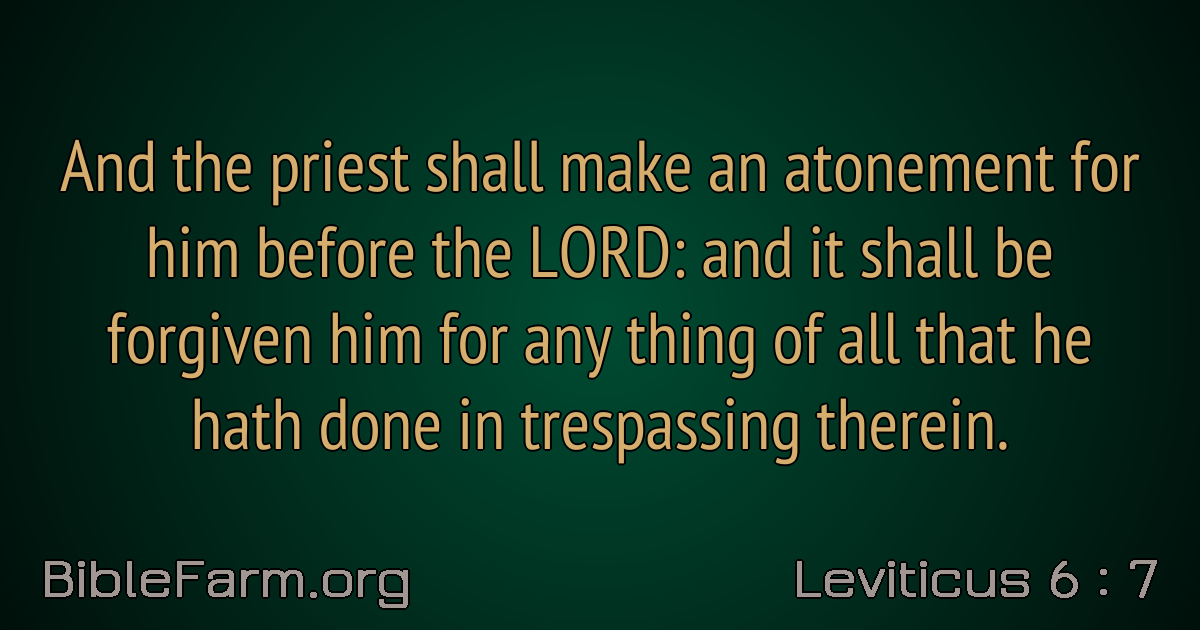 And the priest shall make an atonement for
him before the LORD: and it shall be
forgiven him for any thing of all that he
hath done in trespassing therein.
BibleFarm.org
Leviticus 6 : 7